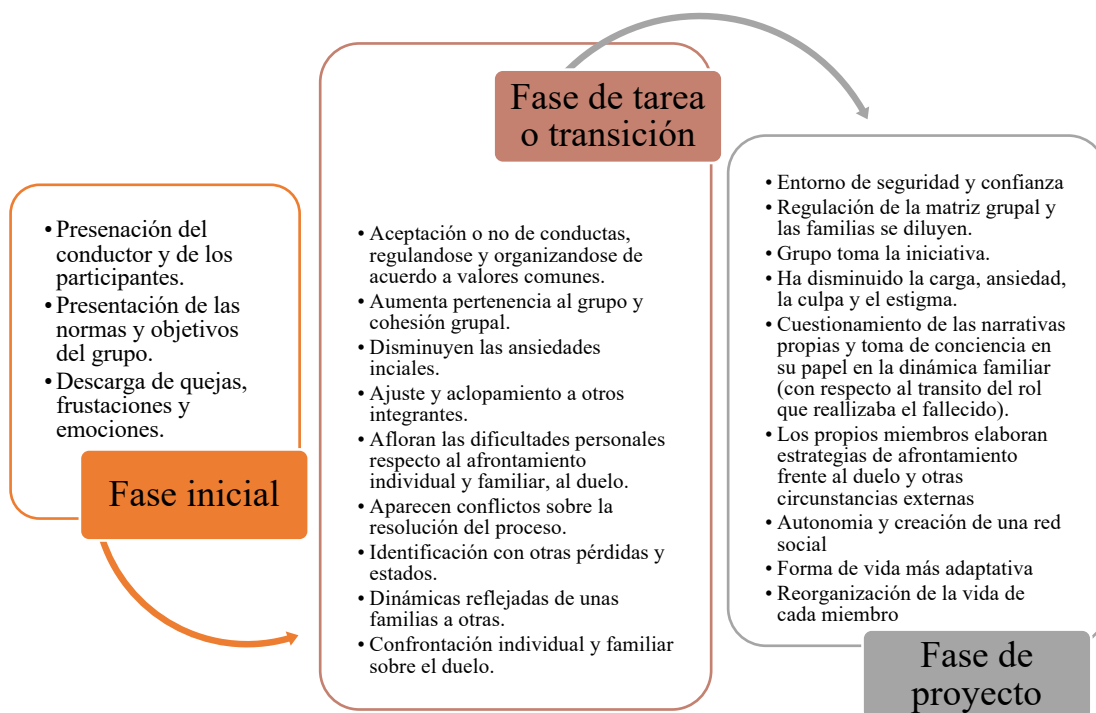 • Presenación del
conductor y de los
participantes.
• Presentación de las
normas y objetivos
del grupo.
• Descarga de quejas,
frustaciones y
emociones.
Fase inicial
Fase de tarea
o transición
• Aceptación o no de conductas,
regulandose y organizandose de
acuerdo a valores comunes.
• Aumenta pertenencia al grupo y
cohesión grupal.
• Disminuyen las ansiedades
inciales.
• Ajuste y aclopamiento a otros
integrantes.
• Afloran las dificultades personales
respecto al afrontamiento
individual y familiar, al duelo.
• Aparecen conflictos sobre la
resolución del proceso.
• Identificación con otras pérdidas y
estados.
• Dinámicas reflejadas de unas
familias a otras.
• Confrontación individual y familiar
sobre el duelo.
• Entorno de seguridad y confianza
• Regulación de la matriz grupal y
las familias se diluyen.
• Grupo toma la iniciativa.
• Ha disminuido la carga, ansiedad,
la culpa y el estigma.
• Cuestionamiento de las narrativas
propias y toma de conciencia en
su papel en la dinámica familiar
(con respecto al transito del rol
que reallizaba el fallecido).
• Los propios miembros elaboran
estrategias de afrontamiento
frente al duelo y otras
circunstancias externas
• Autonomia y creación de una red
social
• Forma de vida más adaptativa
• Reorganización de la vida de
cada miembro
Fase de
proyecto